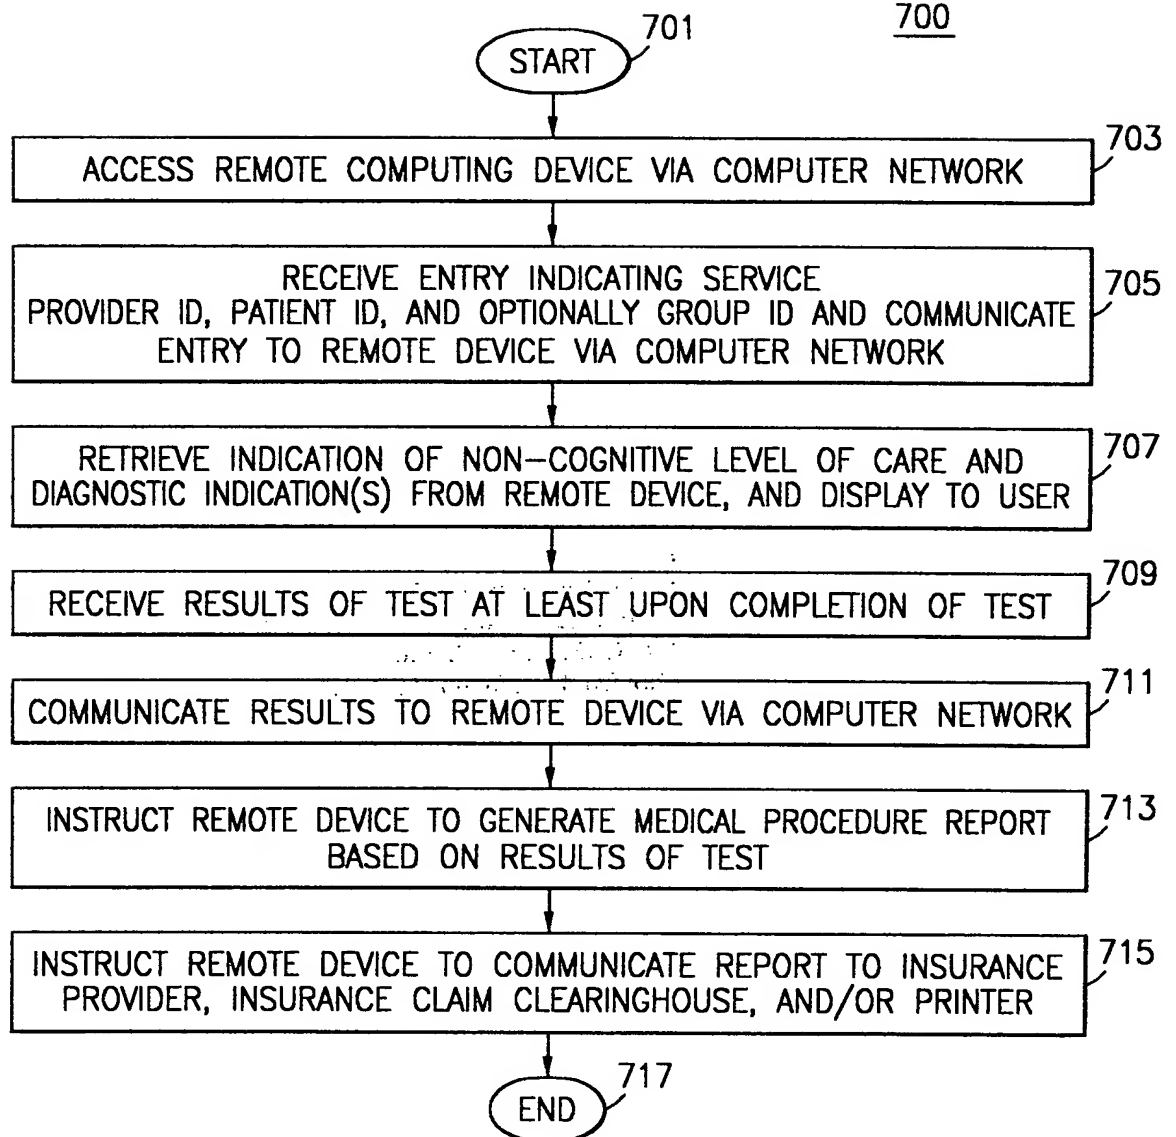 700
START
701
ACCESS REMOTE COMPUTING DEVICE VIA COMPUTER NETWORK
703
RECEIVE ENTRY INDICATING SERVICE
PROVIDER ID, PATIENT ID, AND OPTIONALLY GROUP ID AND COMMUNICATE
ENTRY TO REMOTE DEVICE VIA COMPUTER NETWORK
705
RETRIEVE INDICATION OF NON-COGNITIVE LEVEL OF CARE AND
DIAGNOSTIC INDICATION(S) FROM REMOTE DEVICE, AND DISPLAY TO USER
707
RECEIVE RESULTS OF TEST AT LEAST UPON COMPLETION OF TEST
709
COMMUNICATE RESULTS TO REMOTE DEVICE VIA COMPUTER NETWORK
711
INSTRUCT REMOTE DEVICE TO GENERATE MEDICAL PROCEDURE REPORT
BASED ON RESULTS OF TEST
713
INSTRUCT REMOTE DEVICE TO COMMUNICATE REPORT TO INSURANCE
PROVIDER, INSURANCE CLAIM CLEARINGHOUSE, AND/OR PRINTER
715
END
717